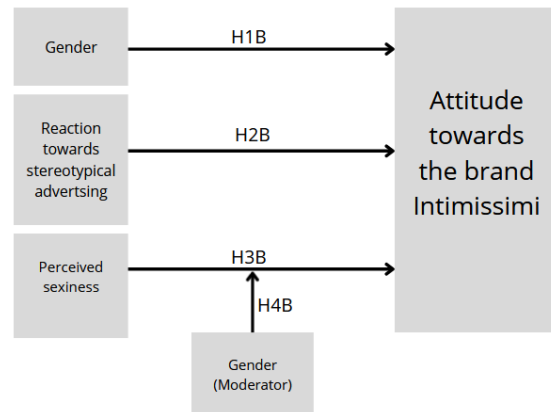 Gender
H1B
Reaction
towards
stereotypical
advertsing
H2B
Perceived
sexiness
H3B
H4B
Gender
(Moderator)
Attitude
towards
the brand
Intimissimi